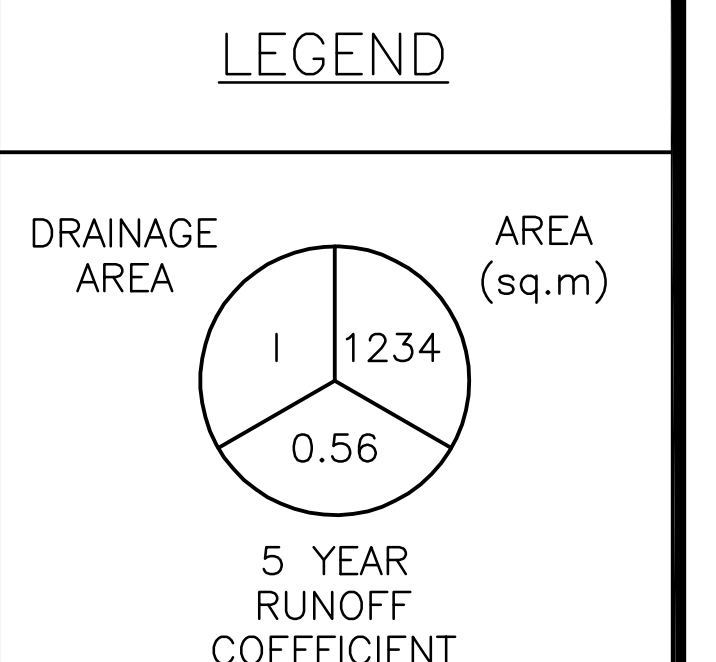 LEGEND
DRAINAGE
AREA
AREA
(sq.m)
I
1234
0.56
5 YEAR
RUNOFF
COEFFICIENT